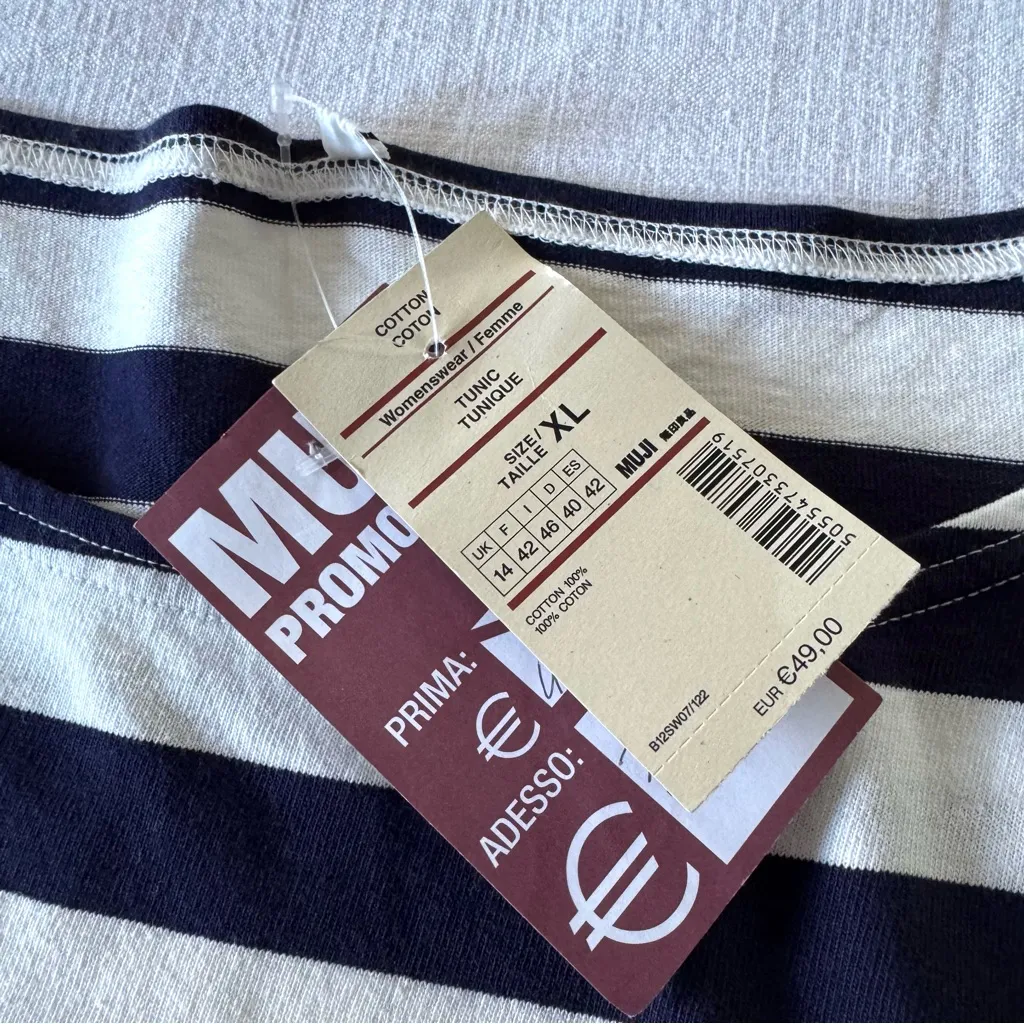 COTTON
COTON
Womenswear / Femme
TUNIC
TUNIQUE
SIZE/
TAILLE XL
UK F I D ES
14 42 46 40 42
MUJI 無印良品
COTTON 100%
100% COTON
5055473307519
B12SW07/122
EUR €49,00
MU
PROMO
PRIMA:
€
ADESSO:
€